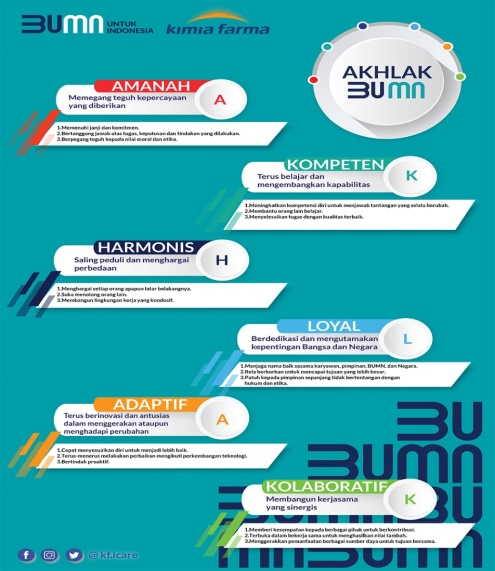 BUMN UNTUK
INDONESIA
kimia farma
AKHLAK
BUMN
AMANAH
Memegang teguh kepercayaan
yang diberikan
A
1.Memenuhi janji dan komitmen.
2.Bertanggung jawab atas tugas, keputusan dan tindakan yang dilakukan.
3.Berpegang teguh kepada nilai moral dan etika.
KOMPETEN
Terus belajar dan
mengembangkan kapabilitas
K
1.Meningkatkan kompetensi diri untuk menjawab tantangan yang selalu berubah.
2.Membantu orang lain belajar.
3.Menyelesaikan tugas dengan kualitas terbaik.
HARMONIS
Saling peduli dan menghargai
perbedaan
H
1.Menghargai setiap orang apapun latar belakangnya.
2.Suka menolong orang lain.
3.Membangun lingkungan kerja yang kondusif.
LOYAL
Berdedikasi dan mengutamakan
kepentingan Bangsa dan Negara
L
1.Menjaga nama baik sesama karyawan, pimpinan, BUMN, dan Negara.
2.Rela berkorban untuk mencapai tujuan yang lebih besar.
3.Patuh kepada pimpinan sepanjang tidak bertentangan dengan
hukum dan etika.
ADAPTIF
Terus berinovasi dan antusias
dalam menggerakan ataupun
menghadapi perubahan
A
1.Cepat menyesuaikan diri untuk menjadi lebih baik.
2.Terus-menerus melakukan perbaikan mengikuti perkembangan teknologi.
3.Bertindak proaktif.
KOLABORATIF
Membangun kerjasama
yang sinergis
K
1.Memberi kesempatan kepada berbagai pihak untuk berkontribusi.
2.Terbuka dalam bekerja sama untuk menghasilkan nilai tambah.
3.Menggerakan pemanfaatan berbagai sumber daya untuk tujuan bersama.
@kf.icare